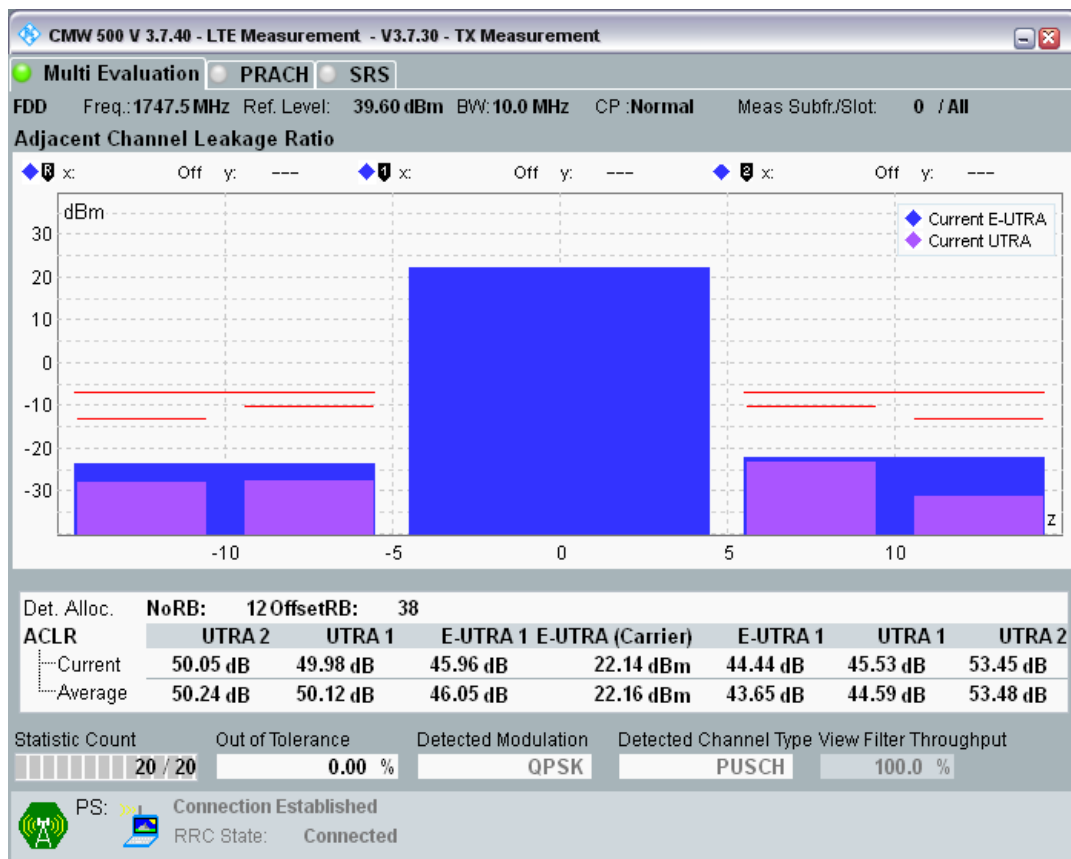 CMW 500 V 3.7.40 - LTE Measurement - V3.7.30 - TX Measurement
Multi Evaluation PRACH SRS
FDD Freq.:1747.5 MHz Ref. Level: 39.60 dBm BW:10.0 MHz CP :Normal Meas Subfr./Slot: 0 / All
Adjacent Channel Leakage Ratio
R x: Off y: --- 1 x: Off y: --- 2 x: Off y: ---
dBm
Current E-UTRA
Current UTRA
30
20
10
0
-10
-20
-30
z
-10 -5 0 5 10
Det. Alloc. NoRB: 12 OffsetRB: 38
ACLR UTRA 2 UTRA 1 E-UTRA 1 E-UTRA (Carrier) E-UTRA 1 UTRA 1 UTRA 2
Current 50.05 dB 49.98 dB 45.96 dB 22.14 dBm 44.44 dB 45.53 dB 53.45 dB
Average 50.24 dB 50.12 dB 46.05 dB 22.16 dBm 43.65 dB 44.59 dB 53.48 dB
Statistic Count Out of Tolerance Detected Modulation Detected Channel Type View Filter Throughput
20 / 20 0.00 % QPSK PUSCH 100.0 %
PS: Connection Established
RRC State: Connected